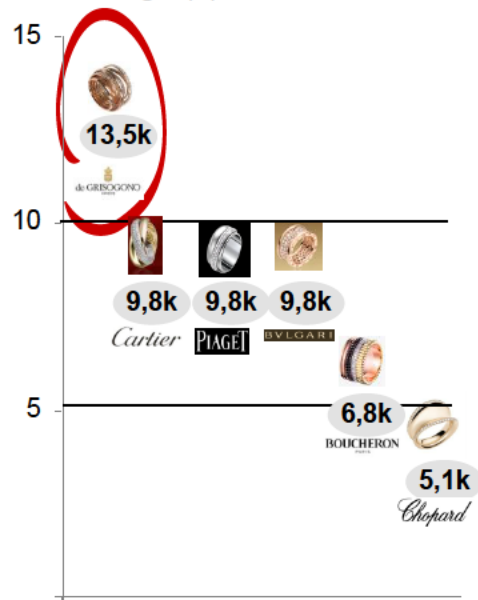 15
13,5k
de GRISOGONO
10
9,8k 9,8k 9,8k
Cartier PIAGET BVLGARI
5
6,8k
BOUCHERON
PARIS
5,1k
Chopard